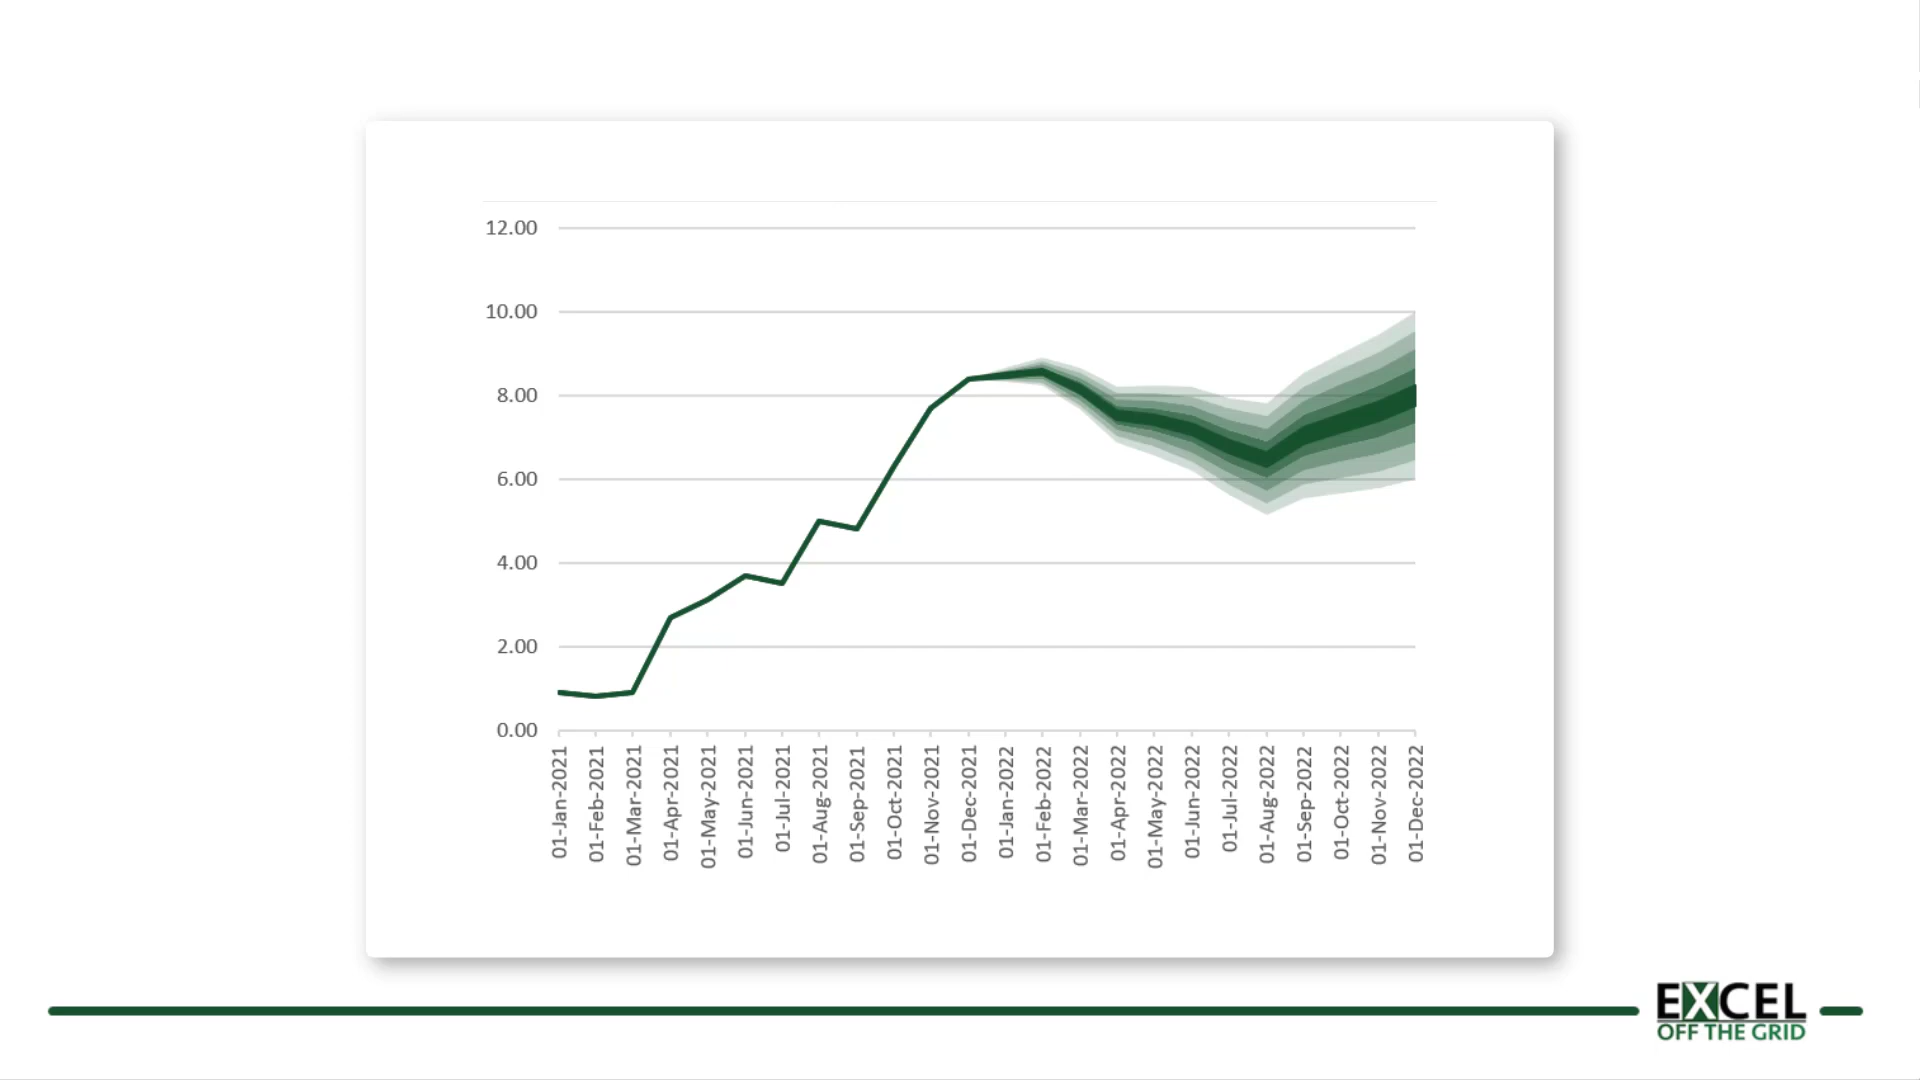 12.00
10.00
8.00
6.00
4.00
2.00
0.00
01-Jan-2021
01-Feb-2021
01-Mar-2021
01-Apr-2021
01-May-2021
01-Jun-2021
01-Jul-2021
01-Aug-2021
01-Sep-2021
01-Oct-2021
01-Nov-2021
01-Dec-2021
01-Jan-2022
01-Feb-2022
01-Mar-2022
01-Apr-2022
01-May-2022
01-Jun-2022
01-Jul-2022
01-Aug-2022
01-Sep-2022
01-Oct-2022
01-Nov-2022
01-Dec-2022
EXCEL
OFF THE GRID